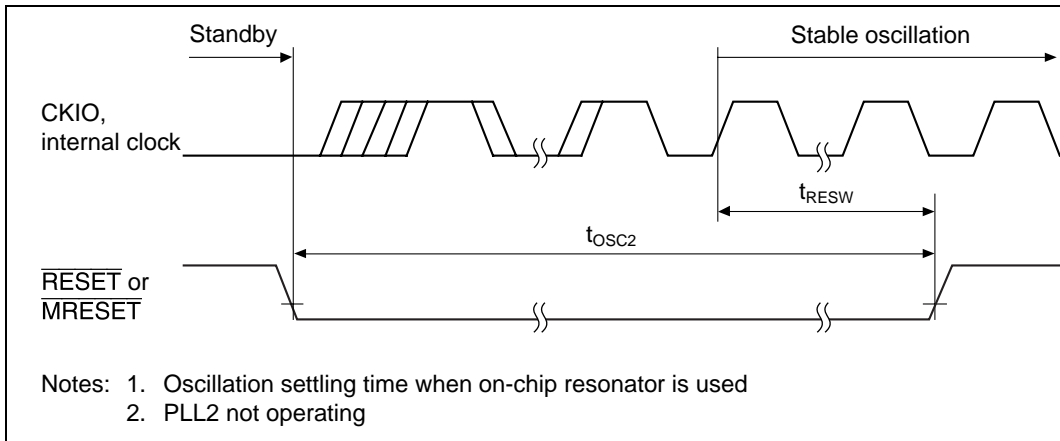 Standby
Stable oscillation
CKIO,
internal clock
tRESW
tOSC2
RESET or
MRESET
Notes: 1. Oscillation settling time when on-chip resonator is used
2. PLL2 not operating